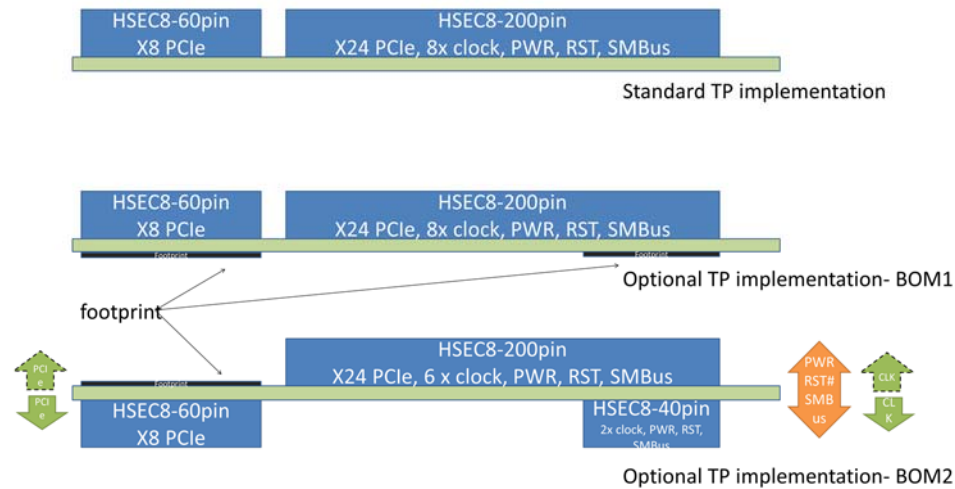 HSEC8-60pin
X8 PCIe
HSEC8-200pin
X24 PCIe, 8x clock, PWR, RST, SMBus
Standard TP implementation
HSEC8-60pin
X8 PCIe
HSEC8-200pin
X24 PCIe, 8x clock, PWR, RST, SMBus
Footprint
Footprint
Optional TP implementation- BOM1
footprint
HSEC8-200pin
X24 PCIe, 6 x clock, PWR, RST, SMBus
Footprint
HSEC8-60pin
X8 PCIe
HSEC8-40pin
2x clock, PWR, RST,
SMBus
PCI
e
PCI
e
PWR
RST#
SMB
us
CLK
CL
K
Optional TP implementation- BOM2